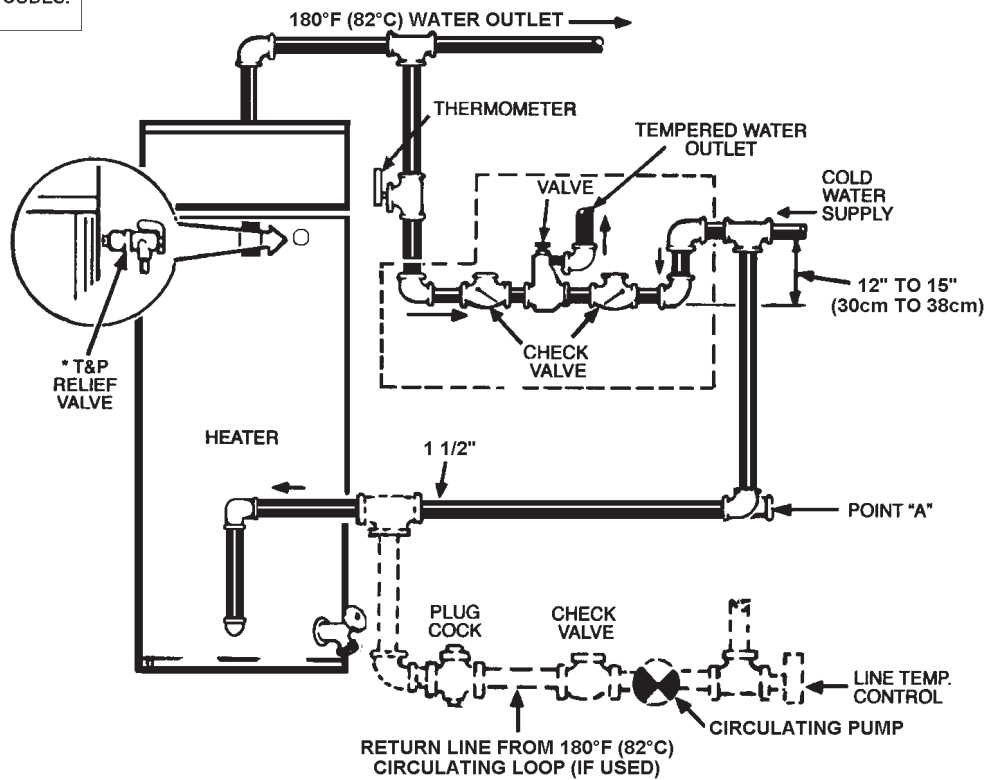 CODES.
180°F (82°C) WATER OUTLET
THERMOMETER
TEMPERED WATER
OUTLET
VALVE
COLD
WATER
SUPPLY
12" TO 15"
(30cm TO 38cm)
CHECK
VALVE
* T&P
RELIEF
VALVE
HEATER
1 1/2"
POINT "A"
PLUG
COCK
CHECK
VALVE
LINE TEMP.
CONTROL
CIRCULATING PUMP
RETURN LINE FROM 180°F (82°C)
CIRCULATING LOOP (IF USED)